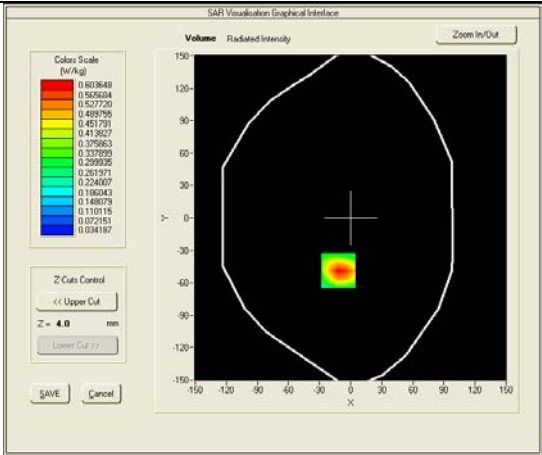 SAR Visualisation Graphical Interface
Volume Radiated Intensity
Zoom In/Out
Colors Scale
(W/kg)
0.603648
0.565684
0.527720
0.489755
0.451791
0.413827
0.375863
0.337899
0.299935
0.261971
0.224007
0.186043
0.148079
0.110115
0.072151
0.034187
150
120
90
60
30
0
-30
-60
-90
-120
-150
Y
-150 -120 -90 -60 -30 0 30 60 90 120 150
X
Z-Cuts Control
<< Upper Cut
Z = 4.0 mm
Lower Cut >>
SAVE Cancel